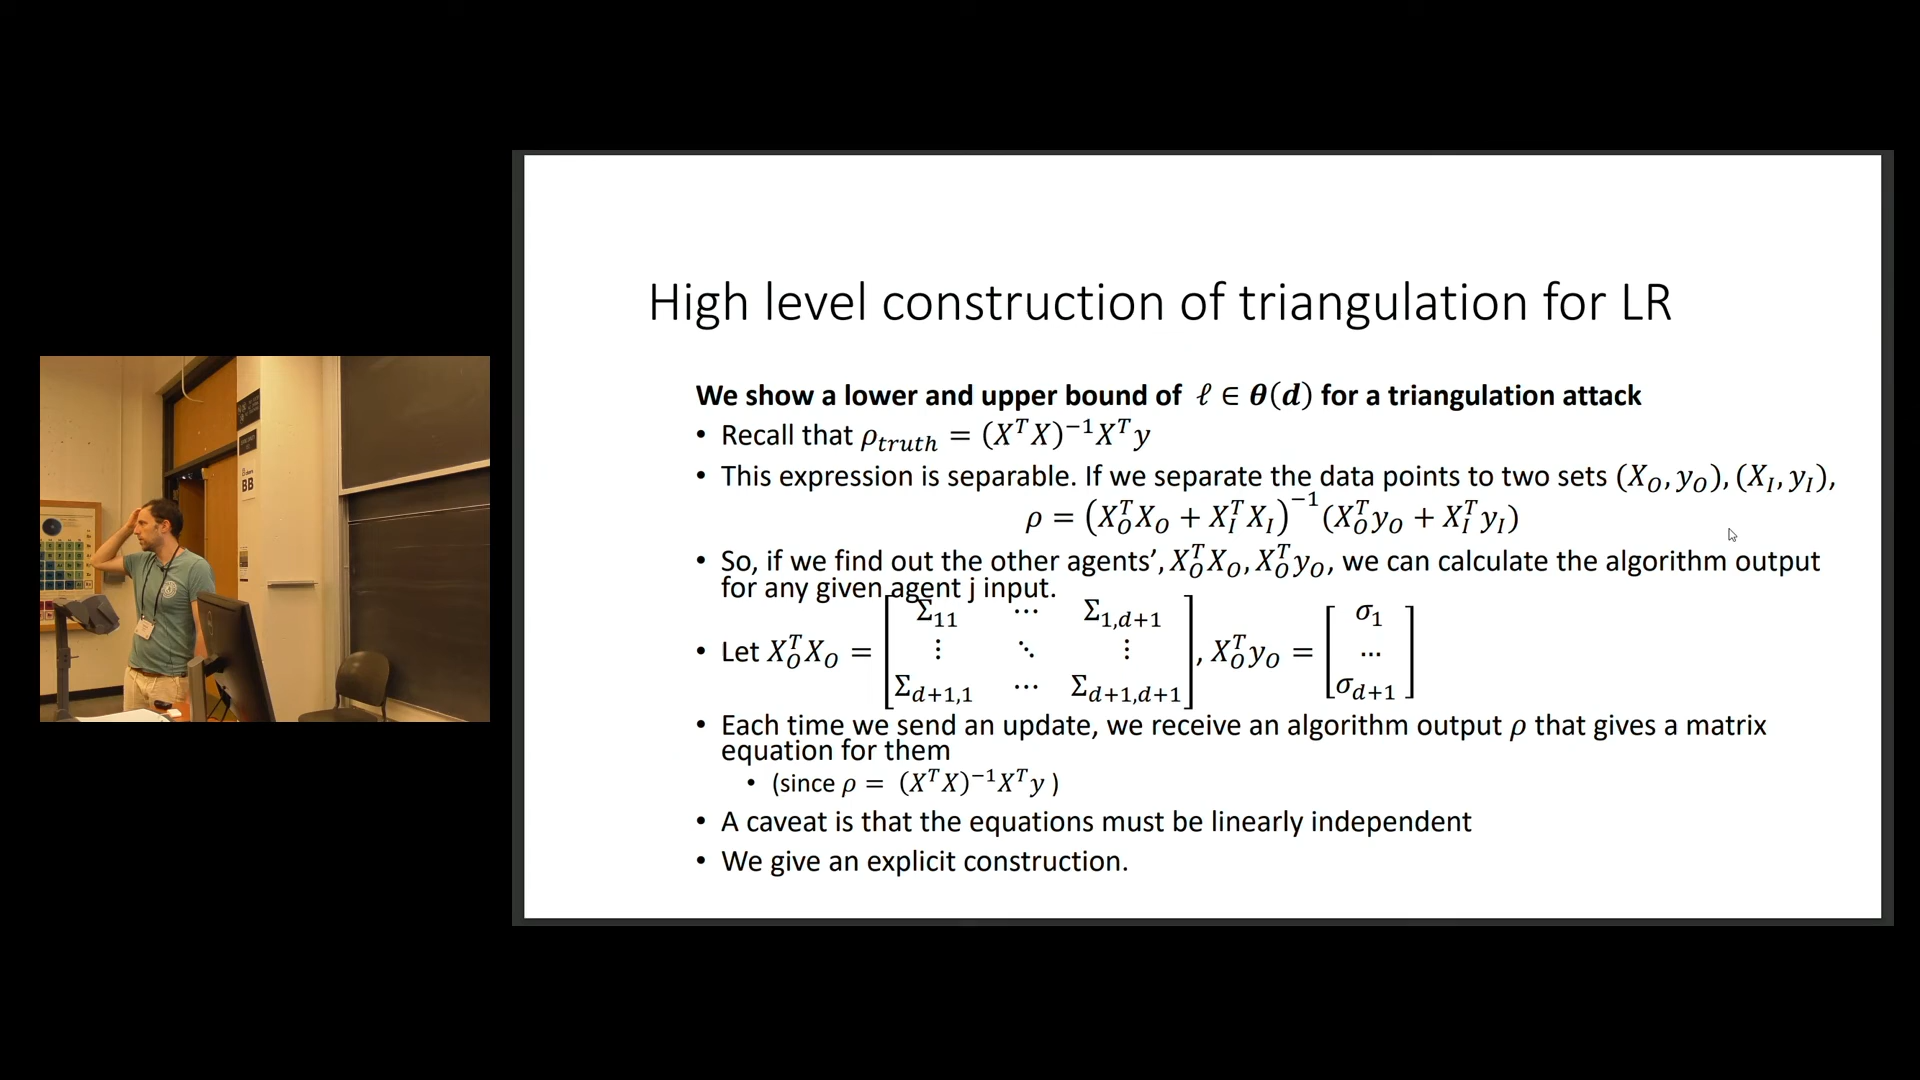 High level construction of triangulation for LR
We show a lower and upper bound of ℓ ∈ θ(d) for a triangulation attack
• Recall that ρ_truth = (X^T X)^{-1} X^T y
• This expression is separable. If we separate the data points to two sets (X_O, y_O), (X_I, y_I),
ρ = (X_O^T X_O + X_I^T X_I)^{-1} (X_O^T y_O + X_I^T y_I)
• So, if we find out the other agents', X_O^T X_O, X_O^T y_O, we can calculate the algorithm output
for any given agent j input.
• Let X_O^T X_O = [Σ_11 ⋯ Σ_{1,d+1} ⋮ ⋱ ⋮ Σ_{d+1,1} ⋯ Σ_{d+1,d+1}], X_O^T y_O = [σ_1 … σ_{d+1}]
• Each time we send an update, we receive an algorithm output ρ that gives a matrix
equation for them
• (since ρ = (X^T X)^{-1} X^T y )
• A caveat is that the equations must be linearly independent
• We give an explicit construction.
BB